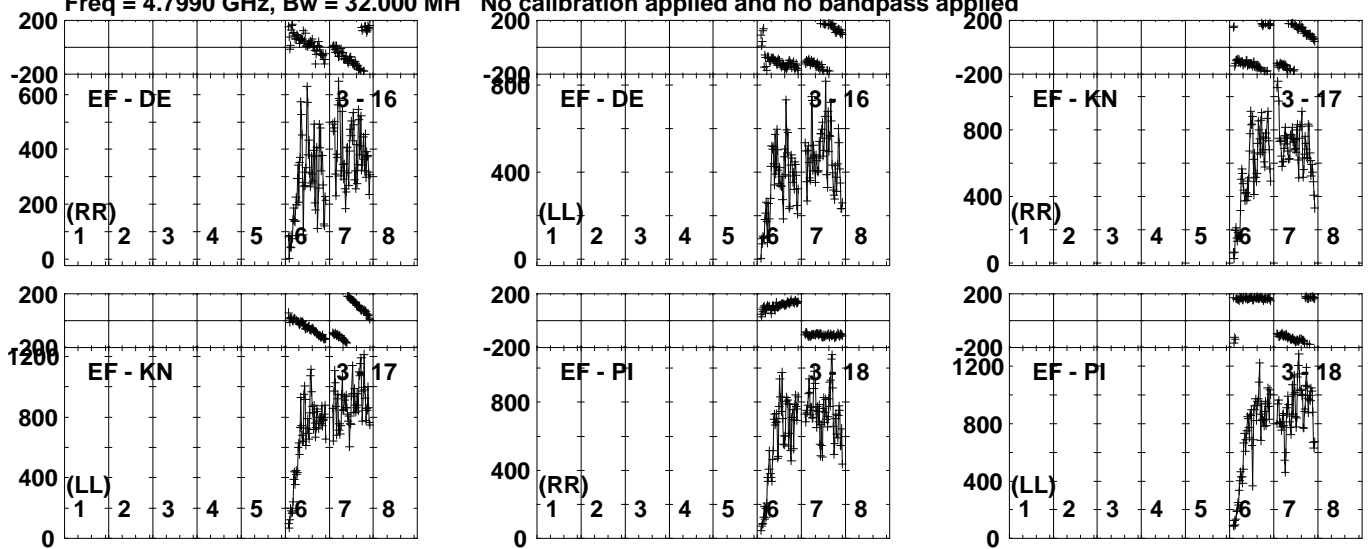 Freq = 4.7990 GHz, Bw = 32.000 MH No calibration applied and no bandpass applied
200
-200
600
400
200
0
EF - DE 3 - 16
(RR)
1 2 3 4 5 6 7 8
200
-200
800
400
0
EF - DE 3 - 16
(LL)
1 2 3 4 5 6 7 8
200
-200
800
400
0
EF - KN 3 - 17
(RR)
1 2 3 4 5 6 7 8
200
-200
1200
800
400
0
EF - KN 3 - 17
(LL)
1 2 3 4 5 6 7 8
200
-200
800
400
0
EF - PI 3 - 18
(RR)
1 2 3 4 5 6 7 8
200
-200
1200
800
400
0
EF - PI 3 - 18
(LL)
1 2 3 4 5 6 7 8